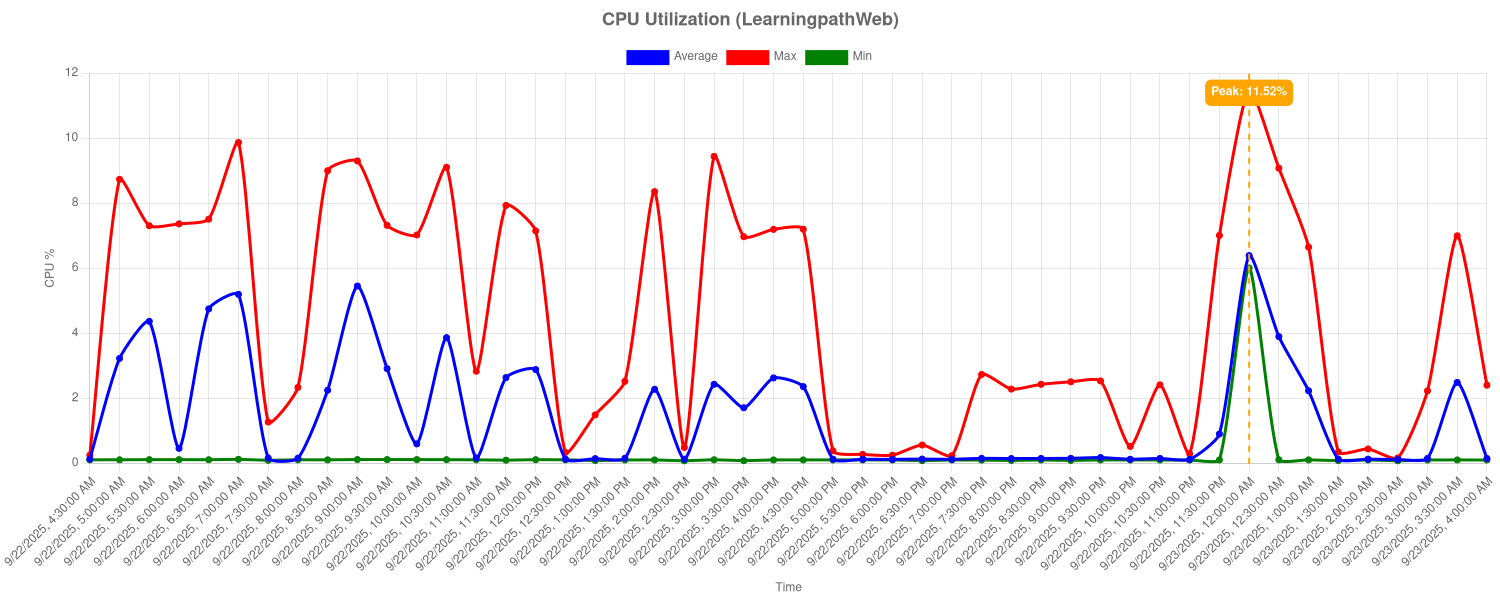 CPU Utilization (LearningpathWeb)
Average Max Min
Peak: 11.52%
12
10
8
6
4
2
0
CPU %
9/22/2025, 4:30:00 AM
9/22/2025, 5:00:00 AM
9/22/2025, 5:30:00 AM
9/22/2025, 6:00:00 AM
9/22/2025, 6:30:00 AM
9/22/2025, 7:00:00 AM
9/22/2025, 7:30:00 AM
9/22/2025, 8:00:00 AM
9/22/2025, 8:30:00 AM
9/22/2025, 9:00:00 AM
9/22/2025, 9:30:00 AM
9/22/2025, 10:00:00 AM
9/22/2025, 10:30:00 AM
9/22/2025, 11:00:00 AM
9/22/2025, 11:30:00 AM
9/22/2025, 12:00:00 PM
9/22/2025, 12:30:00 PM
9/22/2025, 1:00:00 PM
9/22/2025, 1:30:00 PM
9/22/2025, 2:00:00 PM
9/22/2025, 2:30:00 PM
9/22/2025, 3:00:00 PM
9/22/2025, 3:30:00 PM
9/22/2025, 4:00:00 PM
9/22/2025, 4:30:00 PM
9/22/2025, 5:00:00 PM
9/22/2025, 5:30:00 PM
9/22/2025, 6:00:00 PM
9/22/2025, 6:30:00 PM
9/22/2025, 7:00:00 PM
9/22/2025, 7:30:00 PM
9/22/2025, 8:00:00 PM
9/22/2025, 8:30:00 PM
9/22/2025, 9:00:00 PM
9/22/2025, 9:30:00 PM
9/22/2025, 10:00:00 PM
9/22/2025, 10:30:00 PM
9/22/2025, 11:00:00 PM
9/22/2025, 11:30:00 PM
9/23/2025, 12:00:00 AM
9/23/2025, 12:30:00 AM
9/23/2025, 1:00:00 AM
9/23/2025, 1:30:00 AM
9/23/2025, 2:00:00 AM
9/23/2025, 2:30:00 AM
9/23/2025, 3:00:00 AM
9/23/2025, 3:30:00 AM
9/23/2025, 4:00:00 AM
Time